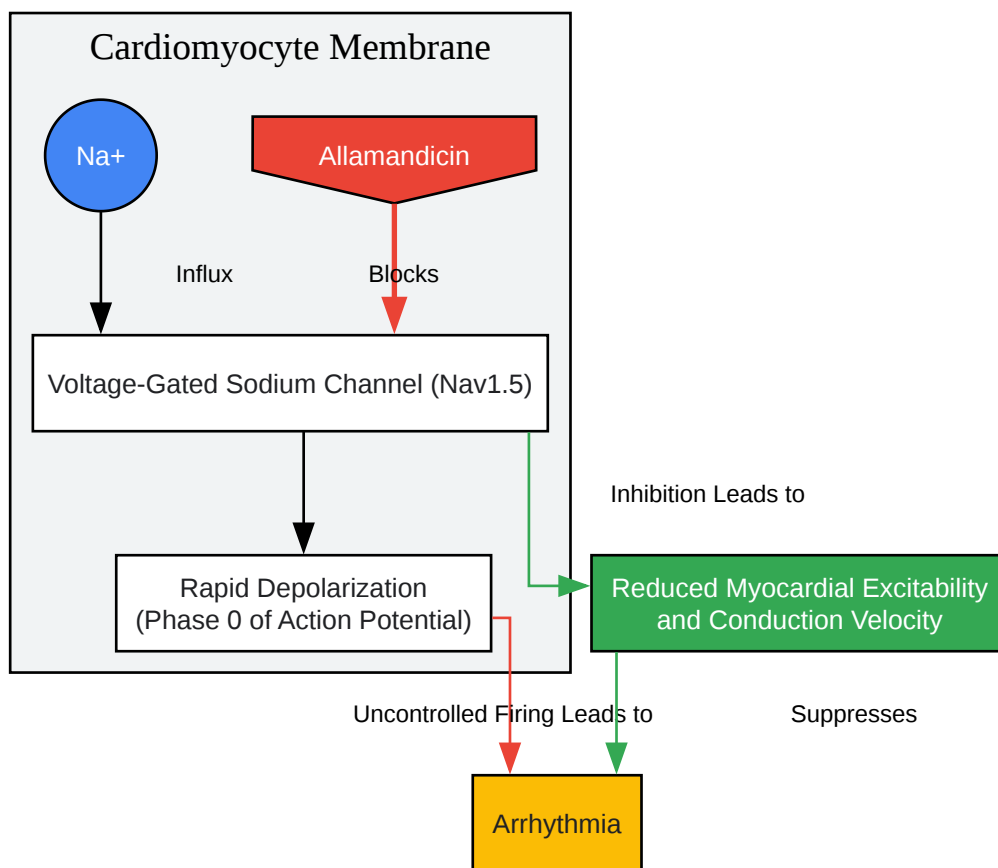 Cardiomyocyte Membrane
Na+
Allamandicin
Influx
Blocks
Voltage-Gated Sodium Channel (Nav1.5)
Inhibition Leads to
Rapid Depolarization
(Phase 0 of Action Potential)
Reduced Myocardial Excitability
and Conduction Velocity
Uncontrolled Firing Leads to
Suppresses
Arrhythmia